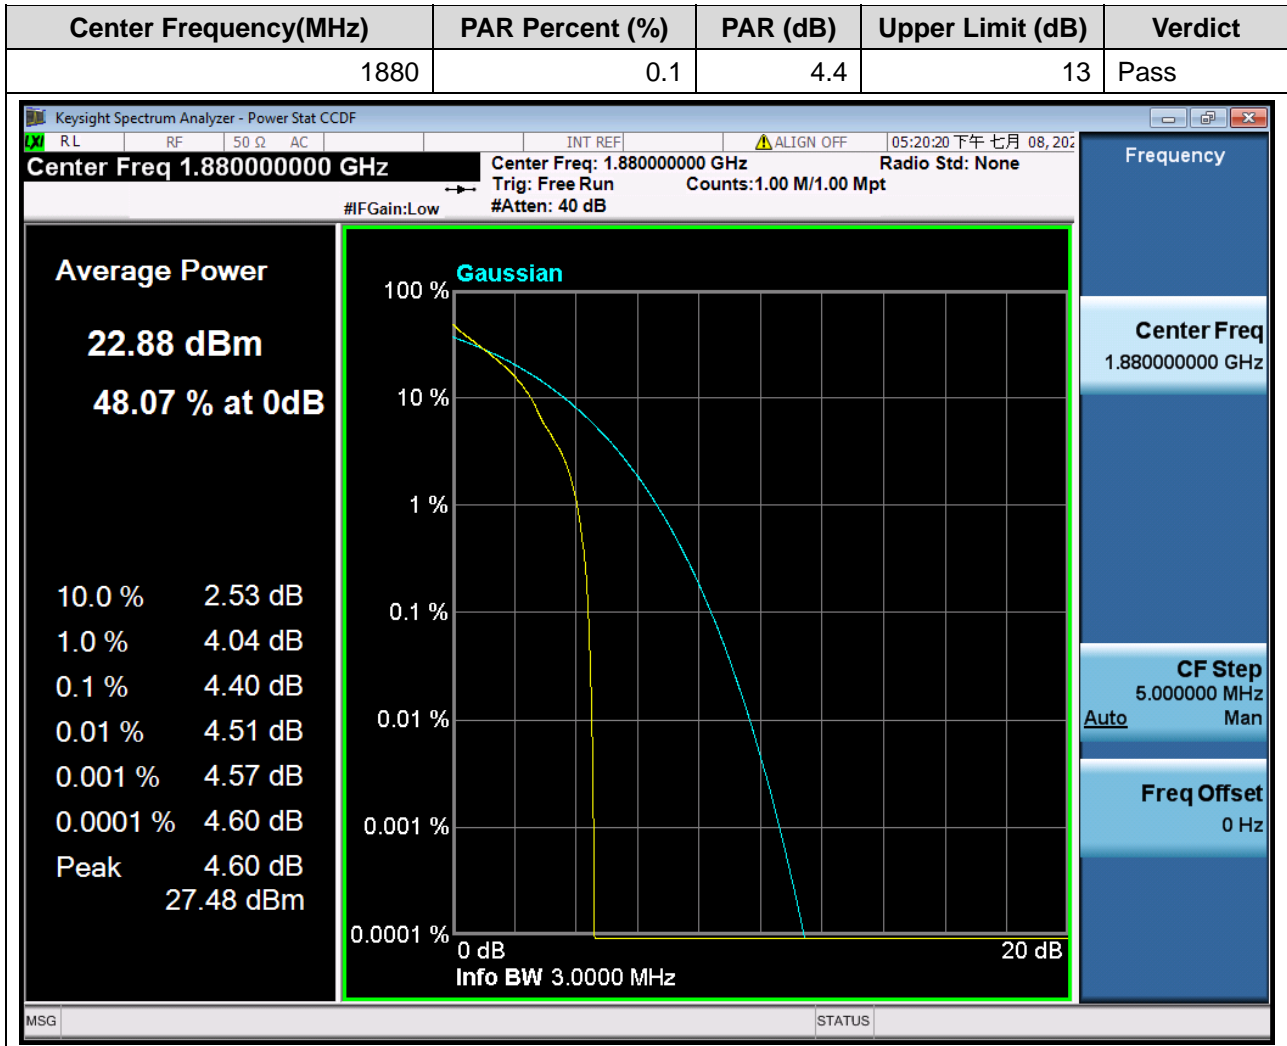 Center Frequency(MHz) PAR Percent (%) PAR (dB) Upper Limit (dB) Verdict
1880 0.1 4.4 13 Pass
Keysight Spectrum Analyzer - Power Stat CCDF
LXI RL RF 50 Ω AC INT REF ALIGN OFF 05:20:20 下午 七月 08, 202
Center Freq 1.880000000 GHz
Center Freq: 1.880000000 GHz Radio Std: None
Trig: Free Run Counts:1.00 M/1.00 Mpt
#IFGain:Low #Atten: 40 dB
Frequency
Average Power
22.88 dBm
48.07 % at 0dB
10.0 % 2.53 dB
1.0 % 4.04 dB
0.1 % 4.40 dB
0.01 % 4.51 dB
0.001 % 4.57 dB
0.0001 % 4.60 dB
Peak 4.60 dB
27.48 dBm
Gaussian
100 %
10 %
1 %
0.1 %
0.01 %
0.001 %
0.0001 %
0 dB 20 dB
Info BW 3.0000 MHz
Center Freq
1.880000000 GHz
CF Step
5.000000 MHz
Auto Man
Freq Offset
0 Hz
MSG STATUS